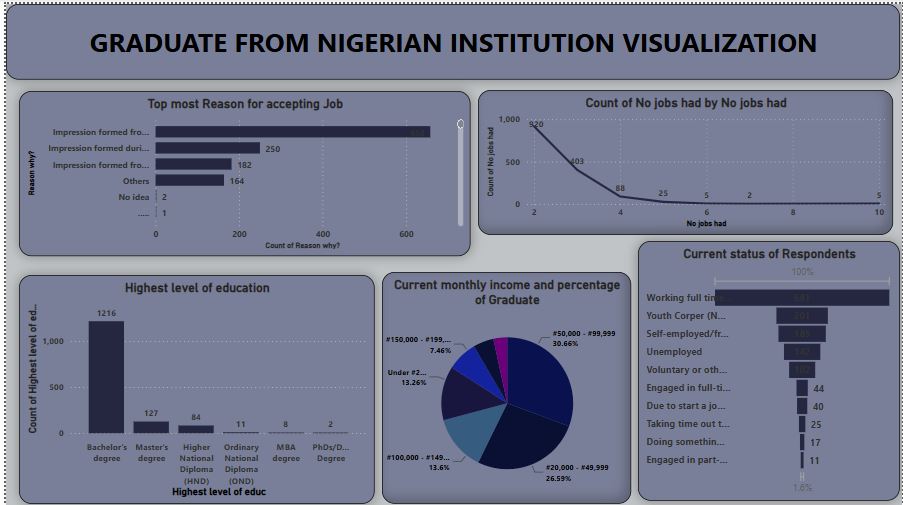 GRADUATE FROM NIGERIAN INSTITUTION VISUALIZATION
Top most Reason for accepting Job
Reason why?
Impression formed fro...
Impression formed duri...
250
Impression formed fro...
182
Others
164
No idea
2
.....
1
0
200
400
600
Count of Reason why?
Count of No jobs had by No jobs had
Count of No jobs had
1,000
500
0
920
403
88
25
5
2
5
2
4
6
8
10
No jobs had
Highest level of education
Count of Highest level of ed...
1,000
500
0
1216
127
84
11
8
2
Bachelor's
degree
Master's
degree
Higher
National
Diploma
(HND)
Ordinary
National
Diploma
(OND)
MBA
degree
PhDs/D...
Degree
Highest level of educ
Current monthly income and percentage
of Graduate
#50,000 - #99,999
30.66%
#20,000 - #49,999
26.59%
#100,000 - #149...
13.6%
Under #2...
13.26%
#150,000 - #199,...
7.46%
Current status of Respondents
100%
Working full time...
Youth Corper (N...
201
Self-employed/fr...
185
Unemployed
142
Voluntary or oth...
102
Engaged in full-ti...
44
Due to start a jo...
40
Taking time out t...
25
Doing somethin...
17
Engaged in part-...
11
1.6%